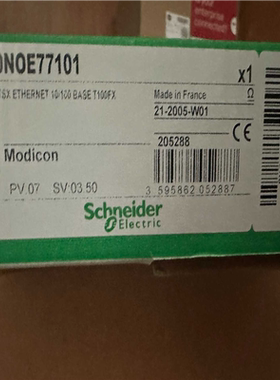 0NOE77101
x1
SX ETHERNET 10/100 BASE T100FX
Made in France
21-2005-W01
CE
205288
Modicon
PV:07 SV:03.50
3 595862 052887
Schneider
Electric